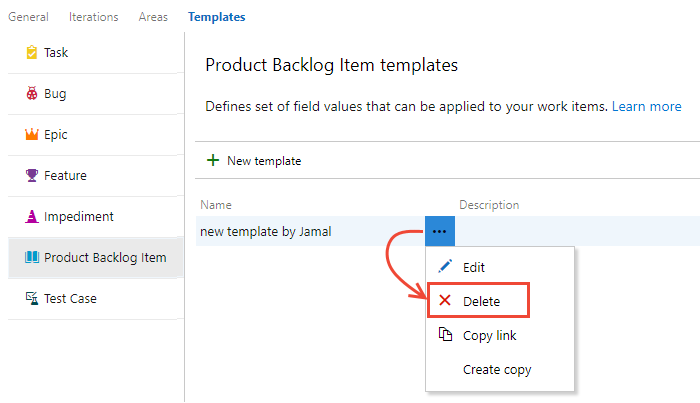 General Iterations Areas Templates
Task
Bug
Epic
Feature
Impediment
Product Backlog Item
Test Case
Product Backlog Item templates
Defines set of field values that can be applied to your work items. Learn more
New template
Name Description
new template by Jamal
Edit
Delete
Copy link
Create copy